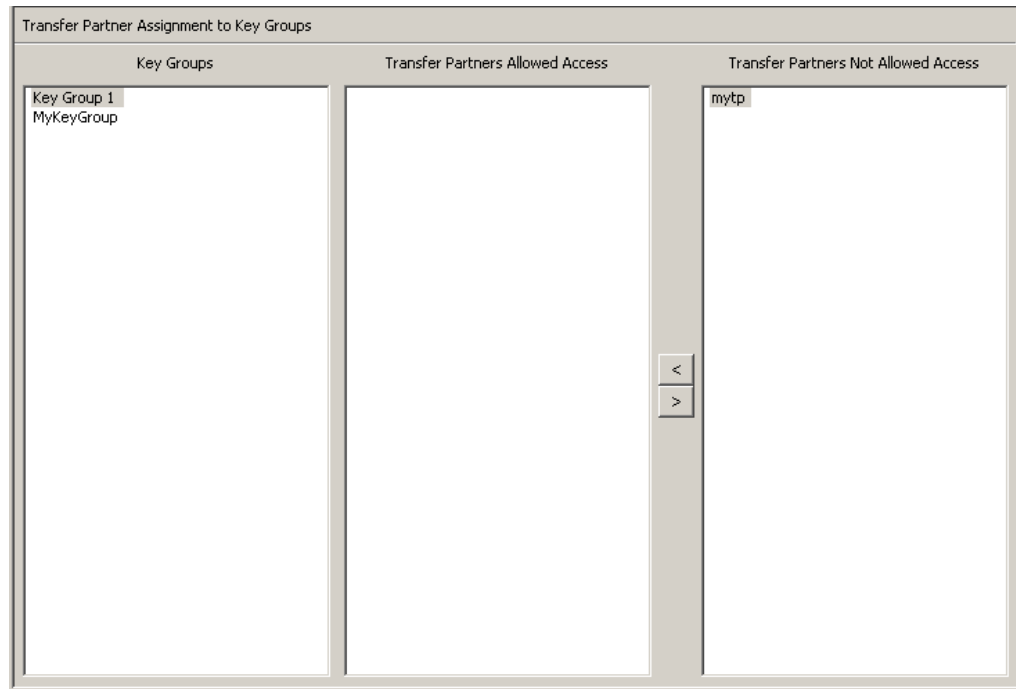 Transfer Partner Assignment to Key Groups
Key Groups
Transfer Partners Allowed Access
Transfer Partners Not Allowed Access
Key Group 1
MyKeyGroup
mytp
<
>